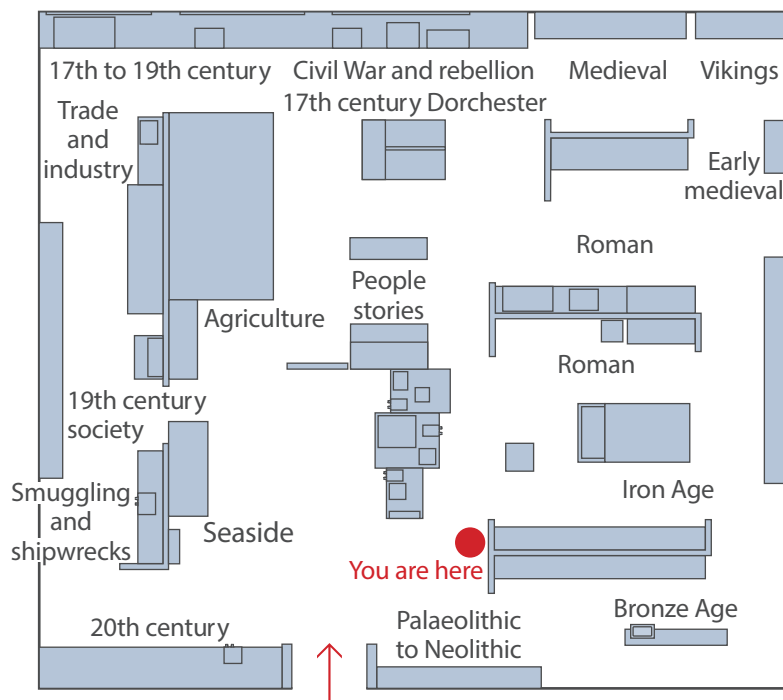 17th to 19th century
Civil War and rebellion
17th century Dorchester
Medieval
Vikings
Trade
and
industry
Early
medieval
Roman
People
stories
Agriculture
Roman
19th century
society
Iron Age
Smuggling
and
shipwrecks
Seaside
You are here
Bronze Age
20th century
Palaeolithic
to Neolithic